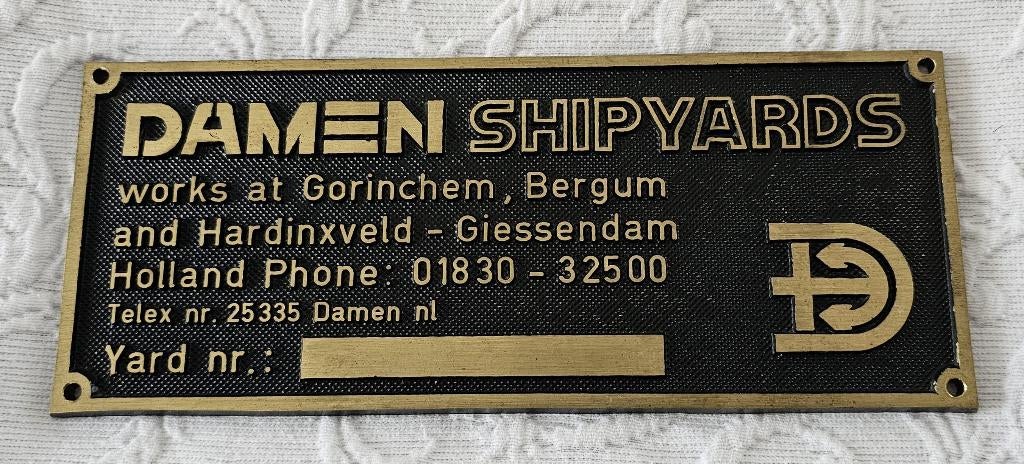 DAMEN SHIPYARDS
works at Gorinchem, Bergum
and Hardinxveld - Giessendam
Holland Phone: 01830 - 32500
Telex nr. 25335 Damen nl
Yard nr.: